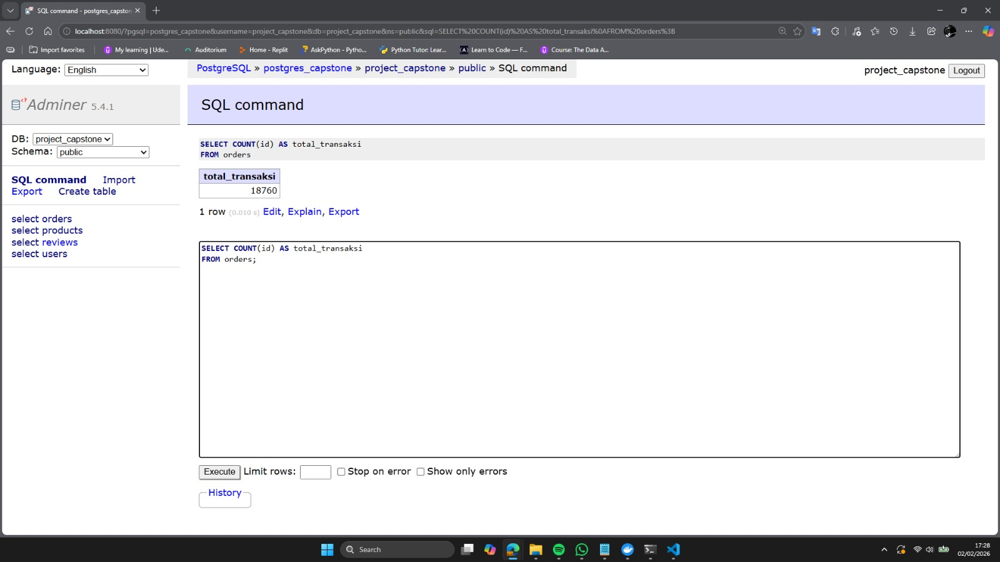 SQL command - postgres_capston
localhost:8080/?pgsql=postgres_capstone&username=project_capstone&db=project_capstone&ns=public&sql=SELECT%20COUNT(id)%20AS%20total_transaksi%0AFROM%20orders%3B
Import favorites
My learning | Ude...
Auditorium
Home - Replit
AskPython - Pytho...
Python Tutor: Lear...
Learn to Code — F...
Course: The Data A...
Language: English
PostgreSQL » postgres_capstone » project_capstone » public » SQL command
project_capstone Logout
Adminer 5.4.1
SQL command
DB: project_capstone
Schema: public
SELECT COUNT(id) AS total_transaksi
FROM orders
total_transaksi
18760
SQL command Import
Export Create table
1 row (0.010 s) Edit, Explain, Export
select orders
select products
select reviews
select users
SELECT COUNT(id) AS total_transaksi
FROM orders;
Execute Limit rows: Stop on error Show only errors
History
Search
17:28
02/02/2026